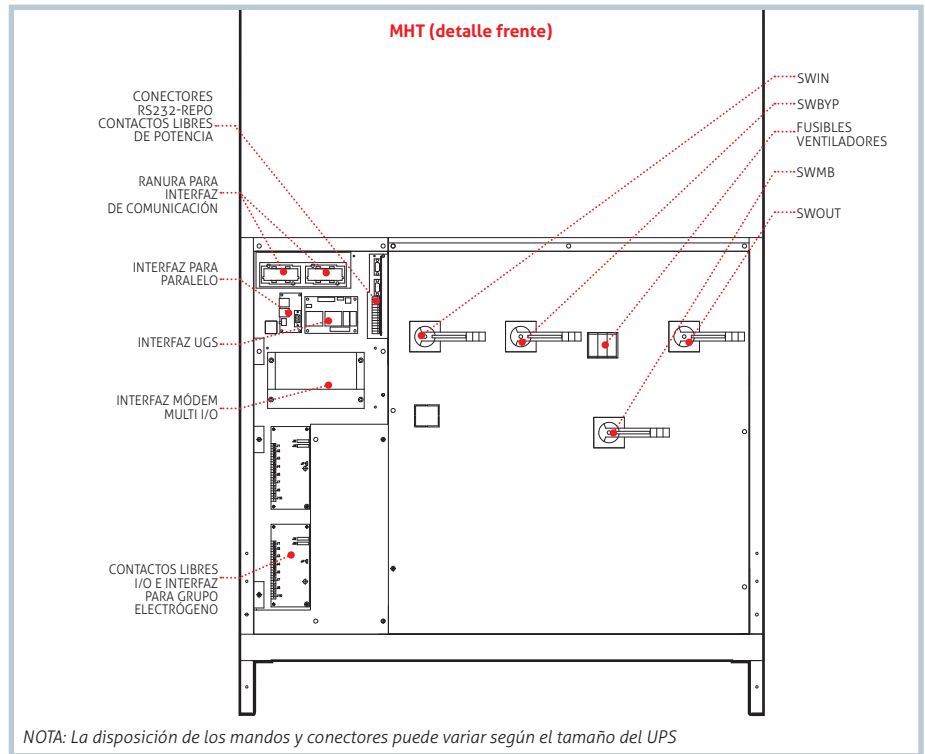 MHT (detalle frente)
CONECTORES
RS232-REPO
CONTACTOS LIBRES
DE POTENCIA
RANURA PARA
INTERFAZ
DE COMUNICACIÓN
INTERFAZ PARA
PARALELO
INTERFAZ UGS
INTERFAZ MÓDEM
MULTI I/O
CONTACTOS LIBRES
I/O E INTERFAZ
PARA GRUPO
ELECTRÓGENO
SWIN
SWBYP
FUSIBLES
VENTILADORES
SWMB
SWOUT
NOTA: La disposición de los mandos y conectores puede variar según el tamaño del UPS